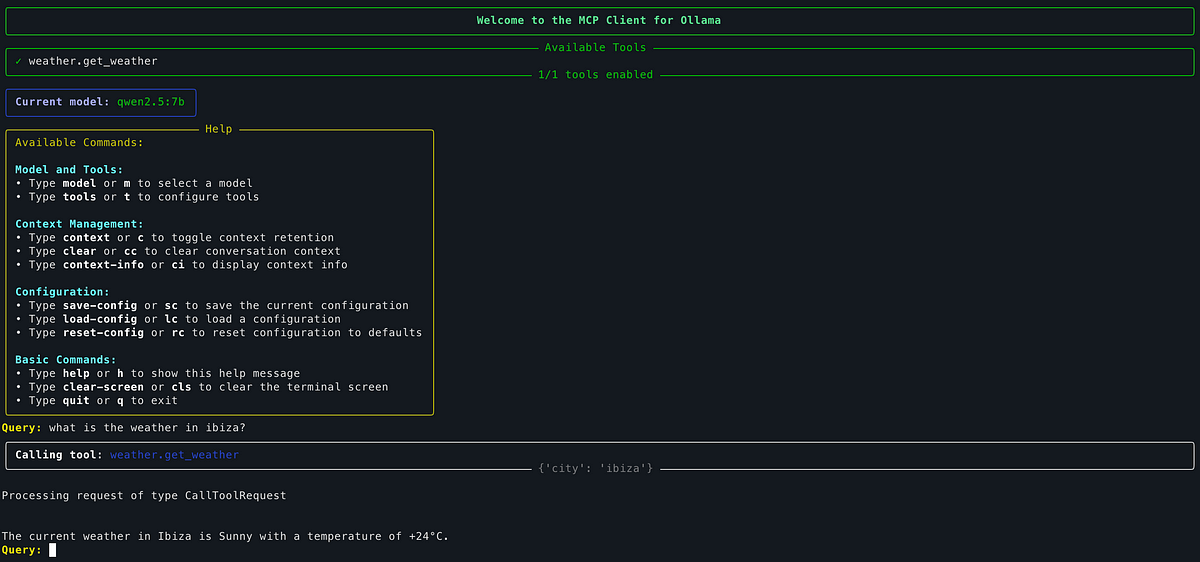 Welcome to the MCP Client for Ollama
Available Tools
✓ weather.get_weather
1/1 tools enabled
Current model: qwen2.5:7b
Help
Available Commands:
Model and Tools:
• Type model or m to select a model
• Type tools or t to configure tools
Context Management:
• Type context or c to toggle context retention
• Type clear or cc to clear conversation context
• Type context-info or ci to display context info
Configuration:
• Type save-config or sc to save the current configuration
• Type load-config or lc to load a configuration
• Type reset-config or rc to reset configuration to defaults
Basic Commands:
• Type help or h to show this help message
• Type clear-screen or cls to clear the terminal screen
• Type quit or q to exit
Query: what is the weather in ibiza?
Calling tool: weather.get_weather
{'city': 'ibiza'}
Processing request of type CallToolRequest
The current weather in Ibiza is Sunny with a temperature of +24°C.
Query: